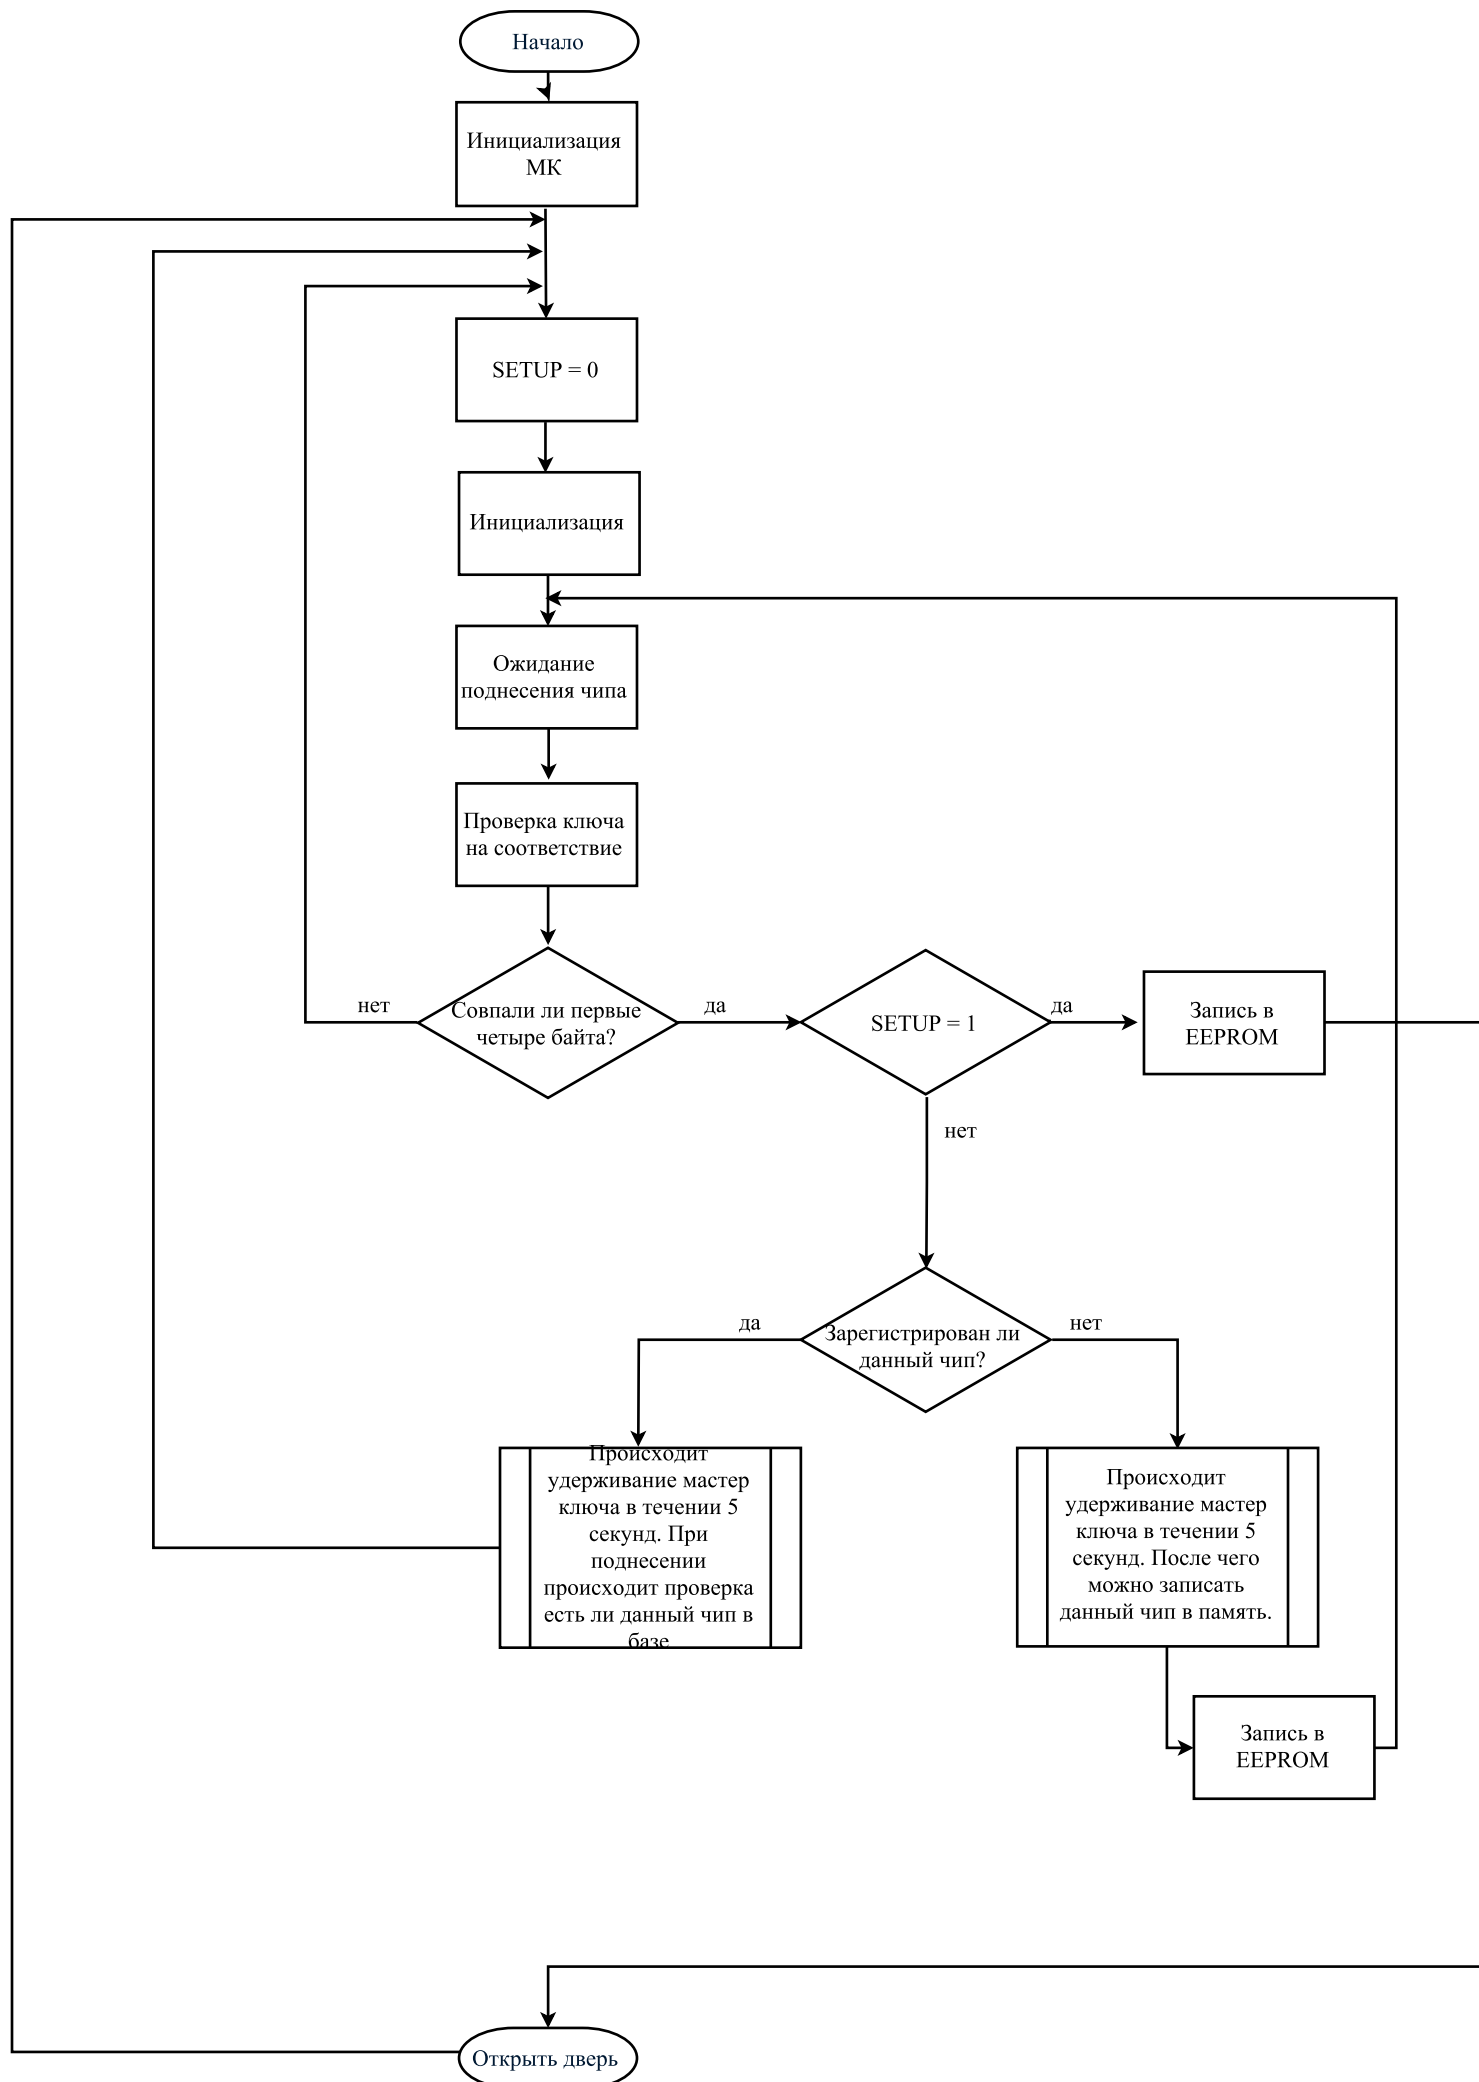 Начало
Инициализация
МК
SETUP = 0
Инициализация
Ожидание
поднесения чипа
Проверка ключа
на соответствие
нет
Совпали ли первые
четыре байта?
да
SETUP = 1
да
Запись в
EEPROM
нет
да
Зарегистрирован ли
данный чип?
нет
Происходит
удерживание мастер
ключа в течении 5
секунд. При
поднесении
происходит проверка
есть ли данный чип в
базе
Происходит
удерживание мастер
ключа в течении 5
секунд. После чего
можно записать
данный чип в память.
Запись в
EEPROM
Открыть дверь